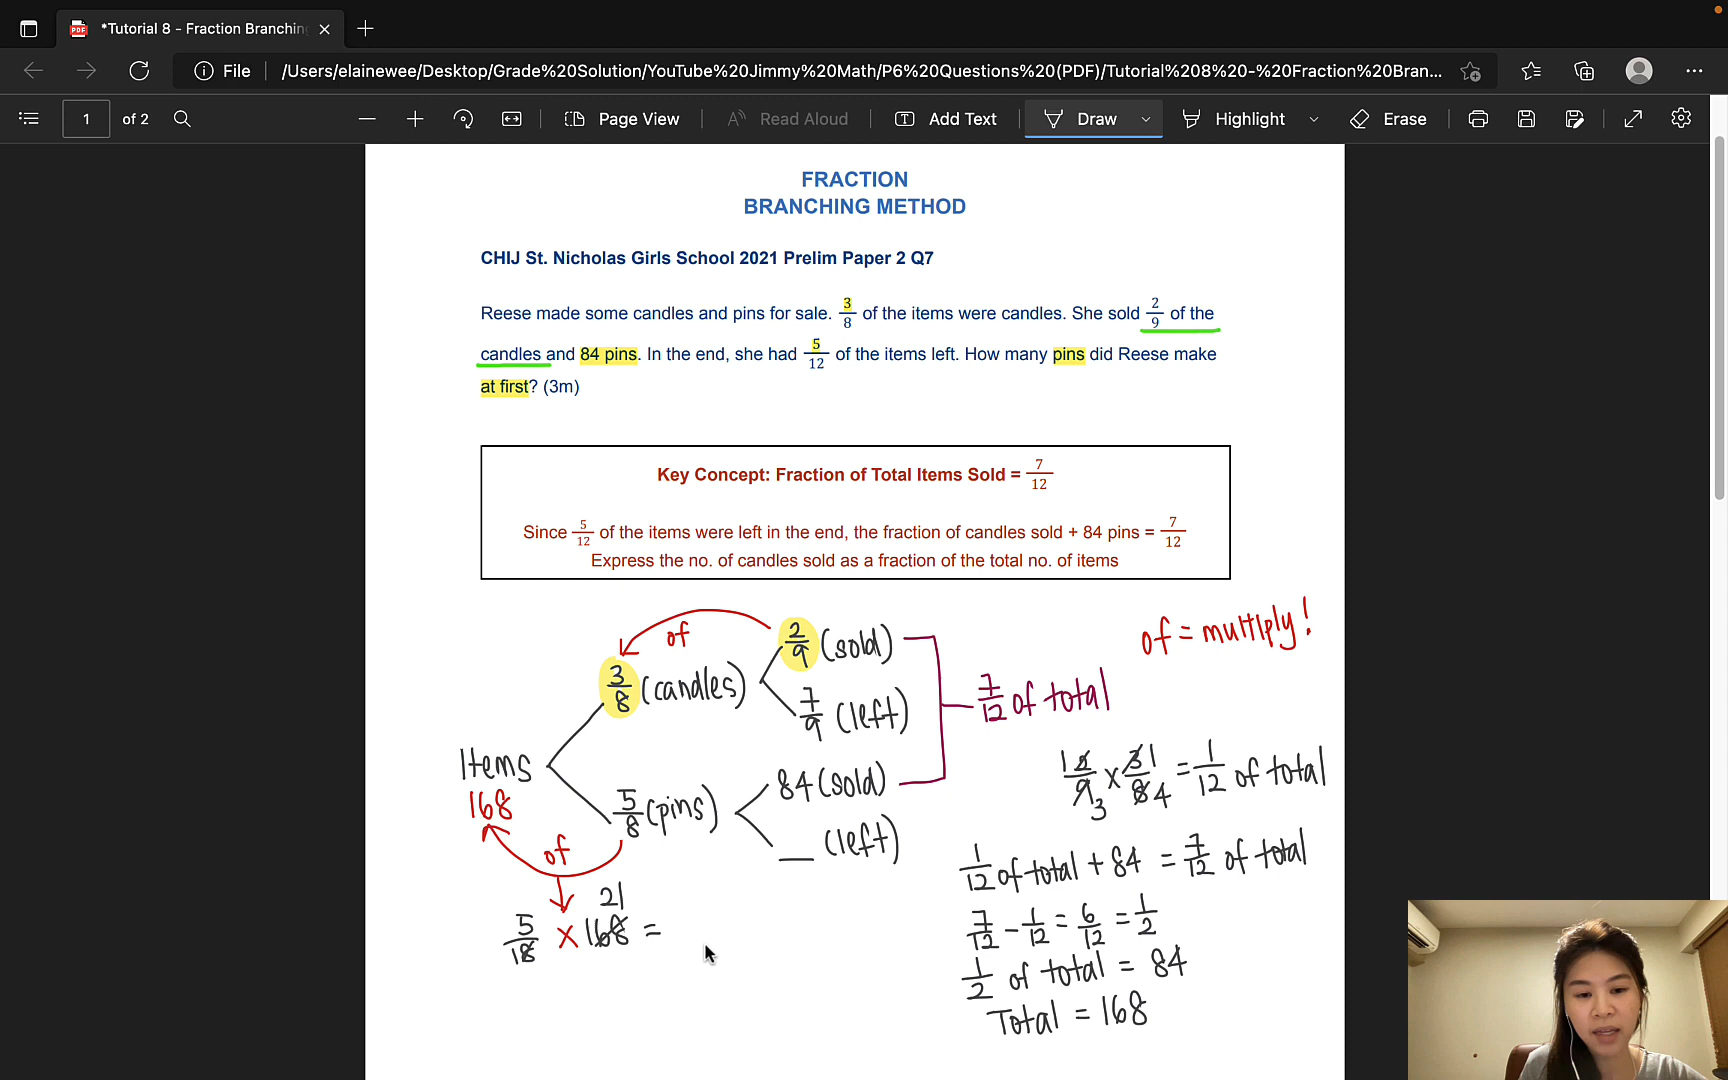 *Tutorial 8 - Fraction Branchin
File /Users/elainewee/Desktop/Grade%20Solution/YouTube%20Jimmy%20Math/P6%20Questions%20(PDF)/Tutorial%208%20-%20Fraction%20Bran...
1 of 2 Page View Read Aloud Add Text Draw Highlight Erase
FRACTION
BRANCHING METHOD
CHIJ St. Nicholas Girls School 2021 Prelim Paper 2 Q7
Reese made some candles and pins for sale. 3/8 of the items were candles. She sold 2/9 of the
candles and 84 pins. In the end, she had 5/12 of the items left. How many pins did Reese make
at first? (3m)
Key Concept: Fraction of Total Items Sold = 7/12
Since 5/12 of the items were left in the end, the fraction of candles sold + 84 pins = 7/12
Express the no. of candles sold as a fraction of the total no. of items
of = multiply!
of
2/9 (sold)
3/8 (candles)
7/9 (left)
7/12 of total
Items
168
5/8 (pins)
84 (sold)
__ (left)
of
21
5/18 × 168 =
1 2/9 3 × 3 1/8 4 = 1/12 of total
1/12 of total + 84 = 7/12 of total
7/12 - 1/12 = 6/12 = 1/2
1/2 of total = 84
Total = 168